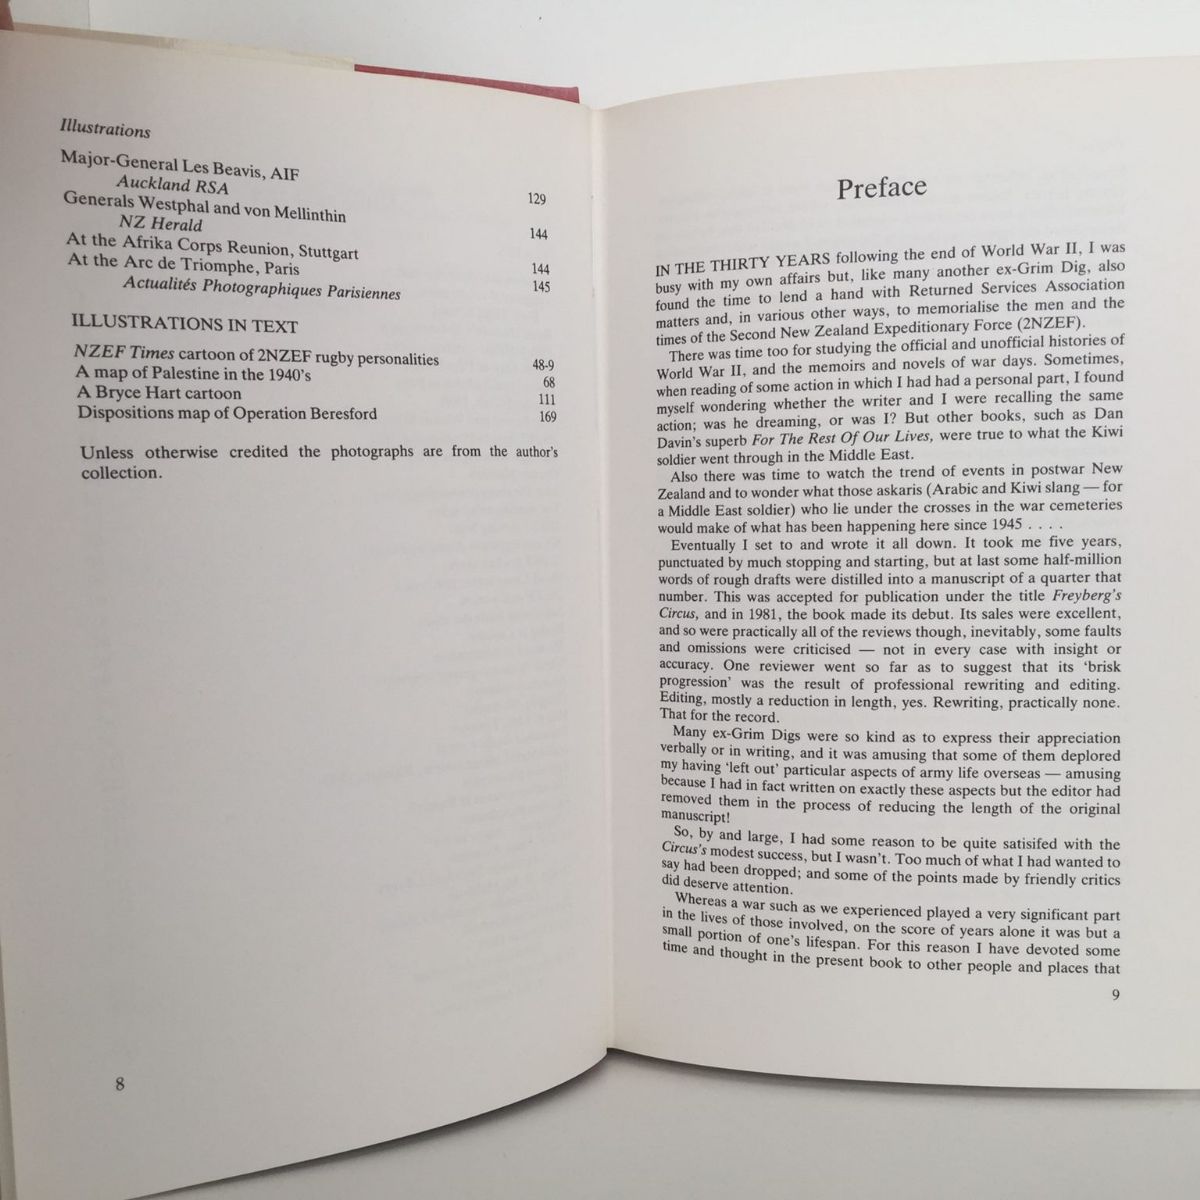 Illustrations
Major-General Les Beavis, AIF
Auckland RSA 129
Generals Westphal and von Mellinthin
NZ Herald 144
At the Afrika Corps Reunion, Stuttgart 144
At the Arc de Triomphe, Paris 145
Actualités Photographiques Parisiennes
ILLUSTRATIONS IN TEXT
NZEF Times cartoon of 2NZEF rugby personalities 48-9
A map of Palestine in the 1940's 68
A Bryce Hart cartoon 111
Dispositions map of Operation Beresford 169
Unless otherwise credited the photographs are from the author's
collection.
8
Preface
IN THE THIRTY YEARS following the end of World War II, I was
busy with my own affairs but, like many another ex-Grim Dig, also
found the time to lend a hand with Returned Services Association
matters and, in various other ways, to memorialise the men and the
times of the Second New Zealand Expeditionary Force (2NZEF).
There was time too for studying the official and unofficial histories of
World War II, and the memoirs and novels of war days. Sometimes,
when reading of some action in which I had had a personal part, I found
myself wondering whether the writer and I were recalling the same
action; was he dreaming, or was I? But other books, such as Dan
Davin's superb For The Rest Of Our Lives, were true to what the Kiwi
soldier went through in the Middle East.
Also there was time to watch the trend of events in postwar New
Zealand and to wonder what those askaris (Arabic and Kiwi slang — for
a Middle East soldier) who lie under the crosses in the war cemeteries
would make of what has been happening here since 1945 . . . .
Eventually I set to and wrote it all down. It took me five years,
punctuated by much stopping and starting, but at last some half-million
words of rough drafts were distilled into a manuscript of a quarter that
number. This was accepted for publication under the title Freyberg's
Circus, and in 1981, the book made its debut. Its sales were excellent,
and so were practically all of the reviews though, inevitably, some faults
and omissions were criticised — not in every case with insight or
accuracy. One reviewer went so far as to suggest that its 'brisk
progression' was the result of professional rewriting and editing.
Editing, mostly a reduction in length, yes. Rewriting, practically none.
That for the record.
Many ex-Grim Digs were so kind as to express their appreciation
verbally or in writing, and it was amusing that some of them deplored
my having 'left out' particular aspects of army life overseas — amusing
because I had in fact written on exactly these aspects but the editor had
removed them in the process of reducing the length of the original
manuscript!
So, by and large, I had some reason to be quite satisifed with the
Circus's modest success, but I wasn't. Too much of what I had wanted to
say had been dropped; and some of the points made by friendly critics
did deserve attention.
Whereas a war such as we experienced played a very significant part
in the lives of those involved, on the score of years alone it was but a
small portion of one's lifespan. For this reason I have devoted some
time and thought in the present book to other people and places that
9